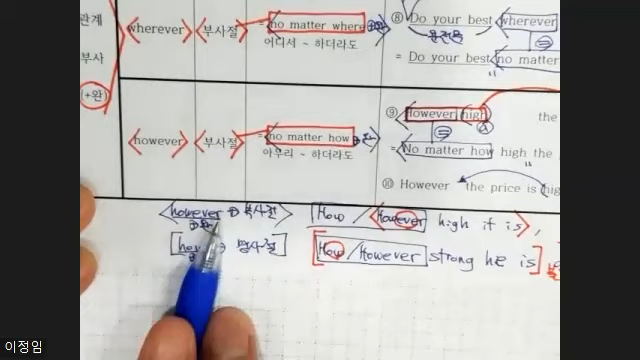 관계
부사
(+완)
wherever
부사절
= no matter where
어디서 ~ 하더라도
⑧ Do your best wherever
완전문
= Do your best no matter
however
부사절
= no matter how
아무리 ~ 하더라도
⑨ However high the
= No matter how high the
⑩ However the price is high
<however → 부사절>
How / However high it is,
[how → 명사절]
How / However strong he is
이정임